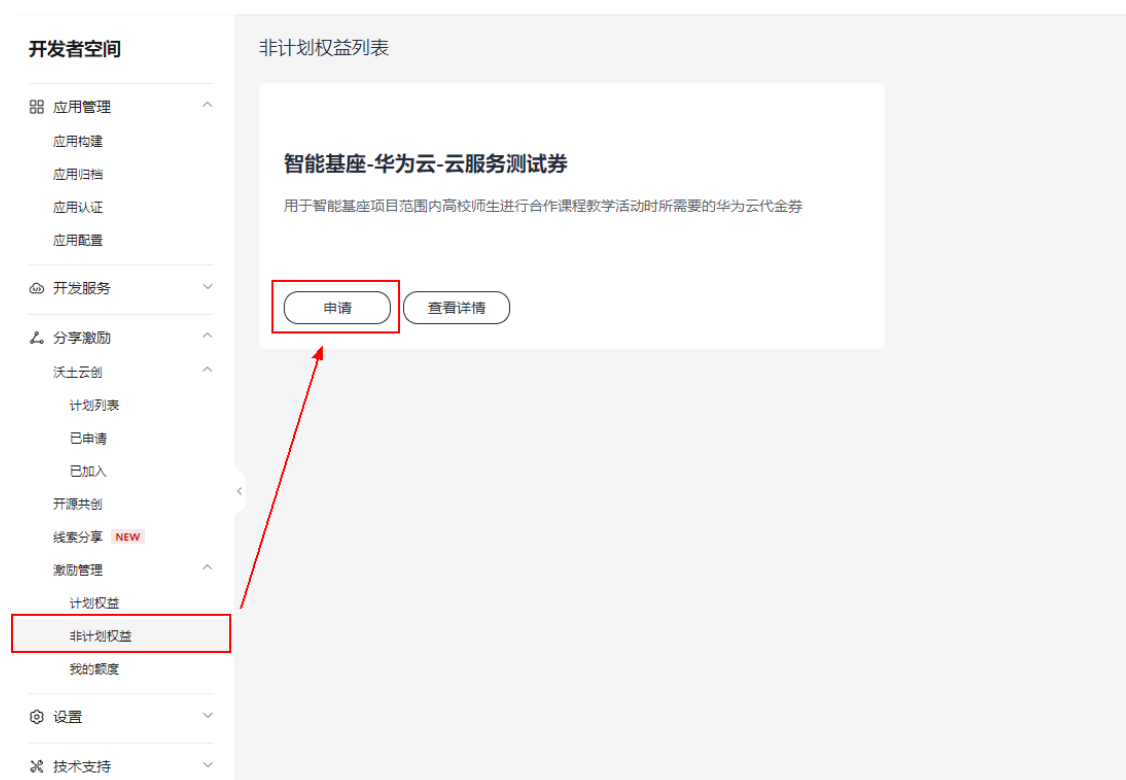 开发者空间
应用管理
应用构建
应用归档
应用认证
应用配置
开发服务
分享激励
沃土云创
计划列表
已申请
已加入
开源共创
线索分享 NEW
激励管理
计划权益
非计划权益
我的额度
设置
技术支持
非计划权益列表
智能基座-华为云-云服务测试券
用于智能基座项目范围内高校师生进行合作课程教学活动时所需要的华为云代金券
申请 查看详情